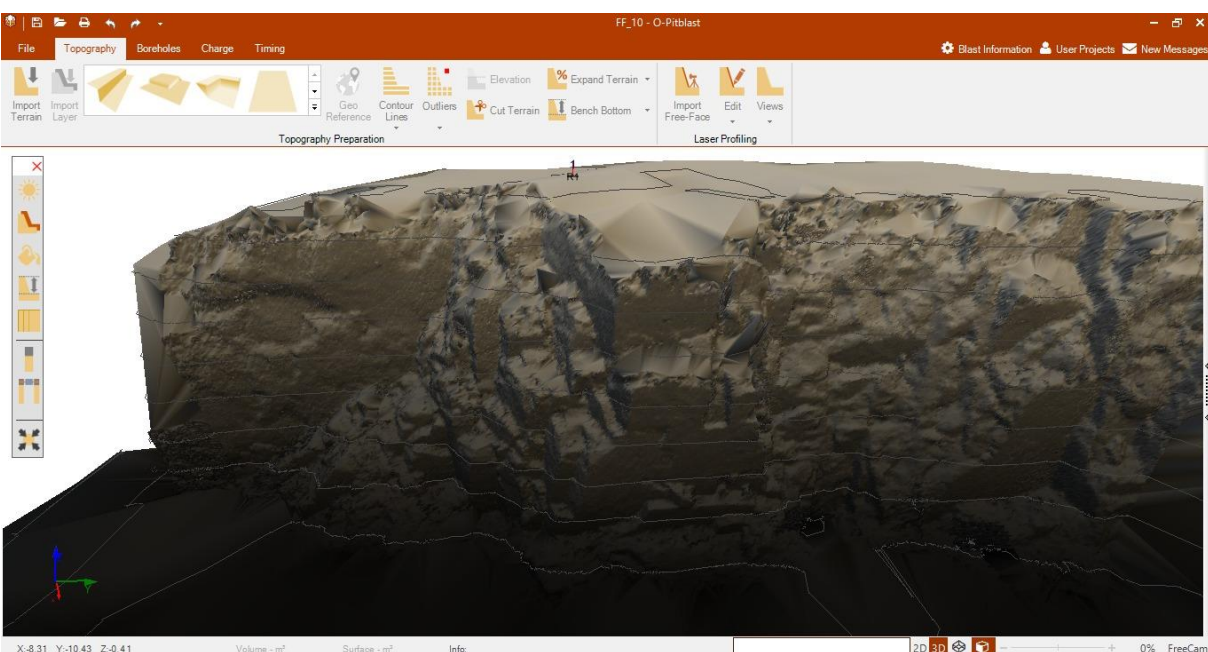 FF_10 - O-Pitblast
File Topography Boreholes Charge Timing Blast Information User Projects New Messages
Import Terrain Import Layer Geo Reference Contour Lines Outliers Elevation Cut Terrain % Expand Terrain Bench Bottom Import Free-Face Edit Views
Topography Preparation Laser Profiling
1
X:-8.31 Y:-10.43 Z:-0.41 Volume - m³ Surface - m² Info: 2D 3D 0% FreeCam